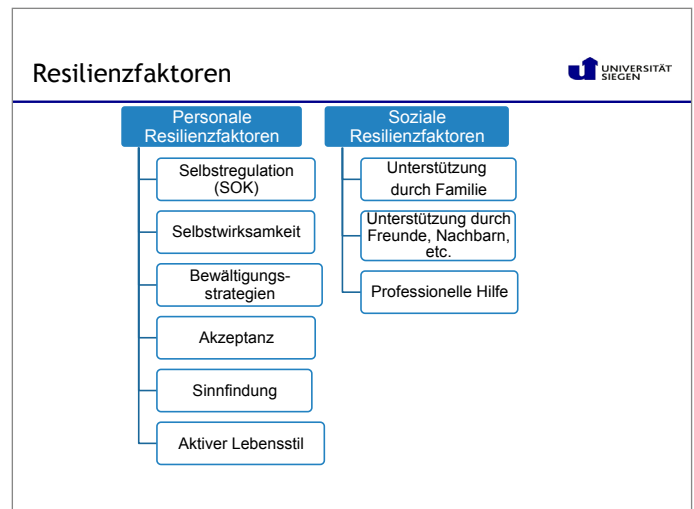 Resilienzfaktoren
UNIVERSITÄT
SIEGEN
Personale
Resilienzfaktoren
Selbstregulation
(SOK)
Selbstwirksamkeit
Bewältigungs-
strategien
Akzeptanz
Sinnfindung
Aktiver Lebensstil
Soziale
Resilienzfaktoren
Unterstützung
durch Familie
Unterstützung durch
Freunde, Nachbarn,
etc.
Professionelle Hilfe